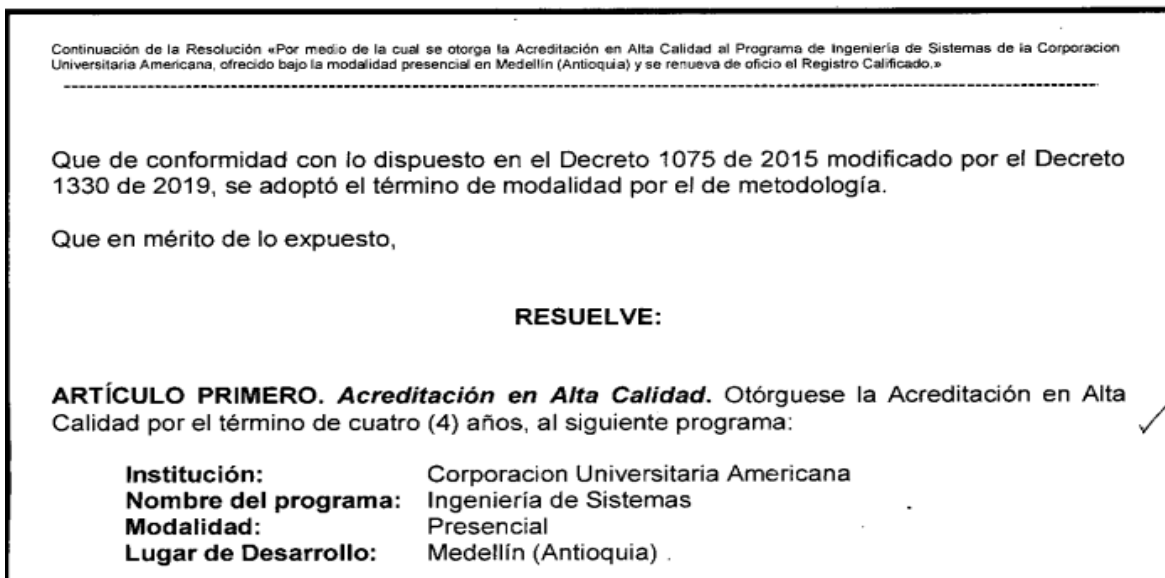 Continuación de la Resolución «Por medio de la cual se otorga la Acreditación en Alta Calidad al Programa de Ingeniería de Sistemas de la Corporacion
Universitaria Americana, ofrecido bajo la modalidad presencial en Medellín (Antioquia) y se renueva de oficio el Registro Calificado.»
Que de conformidad con lo dispuesto en el Decreto 1075 de 2015 modificado por el Decreto
1330 de 2019, se adoptó el término de modalidad por el de metodología.
Que en mérito de lo expuesto,
RESUELVE:
ARTÍCULO PRIMERO. Acreditación en Alta Calidad. Otórguese la Acreditación en Alta
Calidad por el término de cuatro (4) años, al siguiente programa:
Institución: Corporacion Universitaria Americana
Nombre del programa: Ingeniería de Sistemas
Modalidad: Presencial
Lugar de Desarrollo: Medellín (Antioquia) .